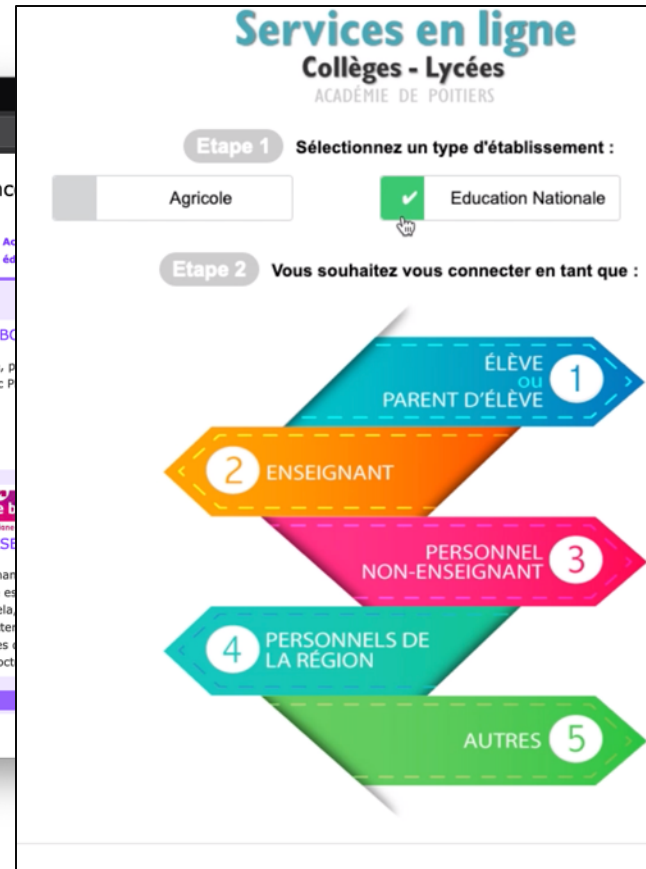 Services en ligne
Collèges - Lycées
ACADÉMIE DE POITIERS
Etape 1 Sélectionnez un type d'établissement :
Agricole
Education Nationale
Etape 2 Vous souhaitez vous connecter en tant que :
ÉLÈVE
ou
PARENT D'ÉLÈVE
1
2
ENSEIGNANT
PERSONNEL
NON-ENSEIGNANT
3
4
PERSONNELS DE
LA RÉGION
AUTRES
5